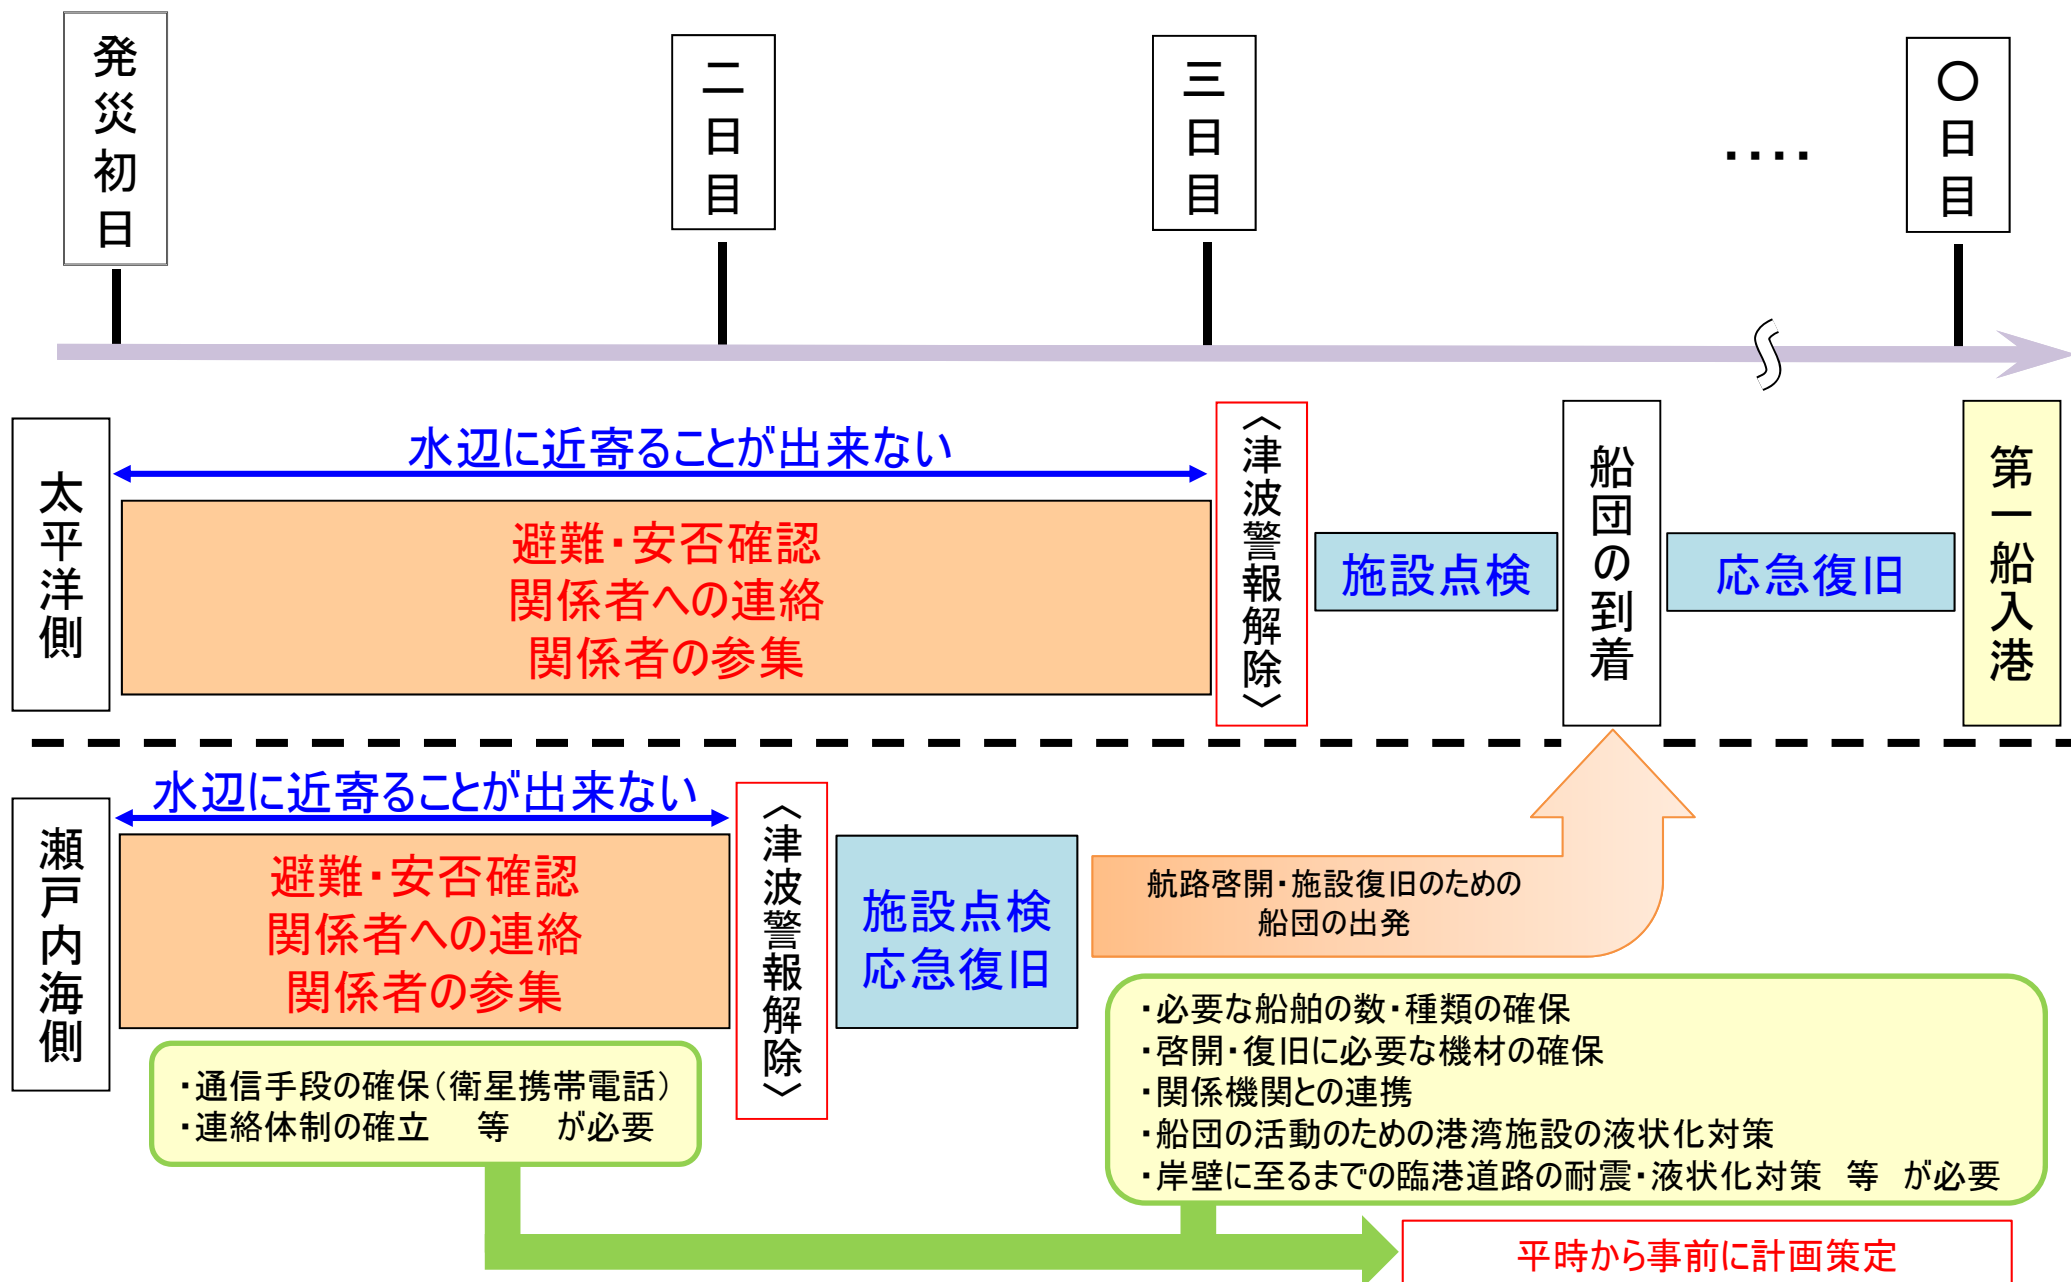 発災初日
二日目
三日目
‥‥
〇日目
太平洋側
水辺に近寄ることが出来ない
避難・安否確認
関係者への連絡
関係者の参集
〈津波警報解除〉
施設点検
船団の到着
応急復旧
第一船入港
瀬戸内海側
水辺に近寄ることが出来ない
避難・安否確認
関係者への連絡
関係者の参集
〈津波警報解除〉
施設点検
応急復旧
航路啓開・施設復旧のための
船団の出発
・通信手段の確保(衛星携帯電話)
・連絡体制の確立　等　が必要
・必要な船舶の数・種類の確保
・啓開・復旧に必要な機材の確保
・関係機関との連携
・船団の活動のための港湾施設の液状化対策
・岸壁に至るまでの臨港道路の耐震・液状化対策　等　が必要
平時から事前に計画策定